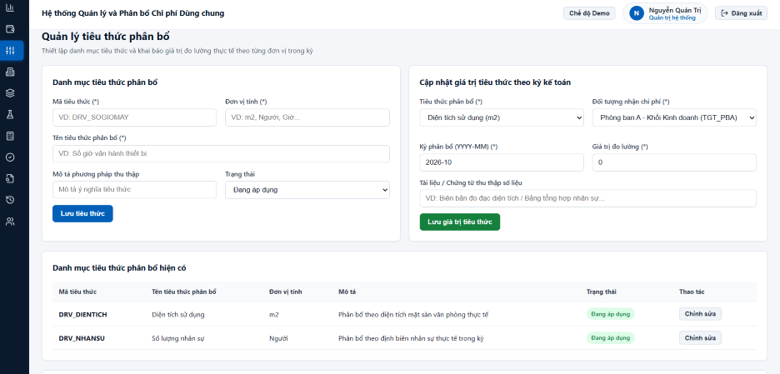 Hệ thống Quản lý và Phân bổ Chi phí Dùng chung
Chế độ Demo
N
Nguyễn Quản Trị
Quản trị hệ thống
Đăng xuất
Quản lý tiêu thức phân bổ
Thiết lập danh mục tiêu thức và khai báo giá trị đo lường thực tế theo từng đơn vị trong kỳ
Danh mục tiêu thức phân bổ
Mã tiêu thức (*)
Đơn vị tính (*)
VD: DRV_SOGIOMAY
VD: m2, Người, Giờ...
Tên tiêu thức phân bổ (*)
VD: Số giờ vận hành thiết bị
Mô tả phương pháp thu thập
Trạng thái
Mô tả ý nghĩa tiêu thức
Đang áp dụng
Lưu tiêu thức
Cập nhật giá trị tiêu thức theo kỳ kế toán
Tiêu thức phân bổ (*)
Đối tượng nhận chi phí (*)
Diện tích sử dụng (m2)
Phòng ban A - Khối Kinh doanh (TGT_PBA)
Kỳ phân bổ (YYYY-MM) (*)
Giá trị đo lường (*)
2026-10
0
Tài liệu / Chứng từ thu thập số liệu
VD: Biên bản đo đạc diện tích / Bảng tổng hợp nhân sự...
Lưu giá trị tiêu thức
Danh mục tiêu thức phân bổ hiện có
Mã tiêu thức
Tên tiêu thức phân bổ
Đơn vị tính
Mô tả
Trạng thái
Thao tác
DRV_DIENTICH
Diện tích sử dụng
m2
Phân bổ theo diện tích mặt sàn văn phòng thực tế
Đang áp dụng
Chỉnh sửa
DRV_NHANSU
Số lượng nhân sự
Người
Phân bổ theo định biên nhân sự thực tế trong kỳ
Đang áp dụng
Chỉnh sửa